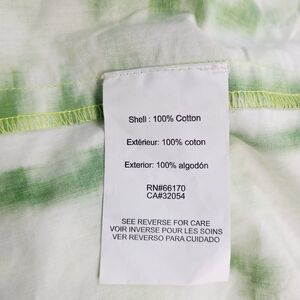 Shell : 100% Cotton
Extérieur: 100% coton
Exterior: 100% algodón
RN#66170
CA#32054
SEE REVERSE FOR CARE
VOIR INVERSE POUR LES SOINS
VER REVERSO PARA CUIDADO